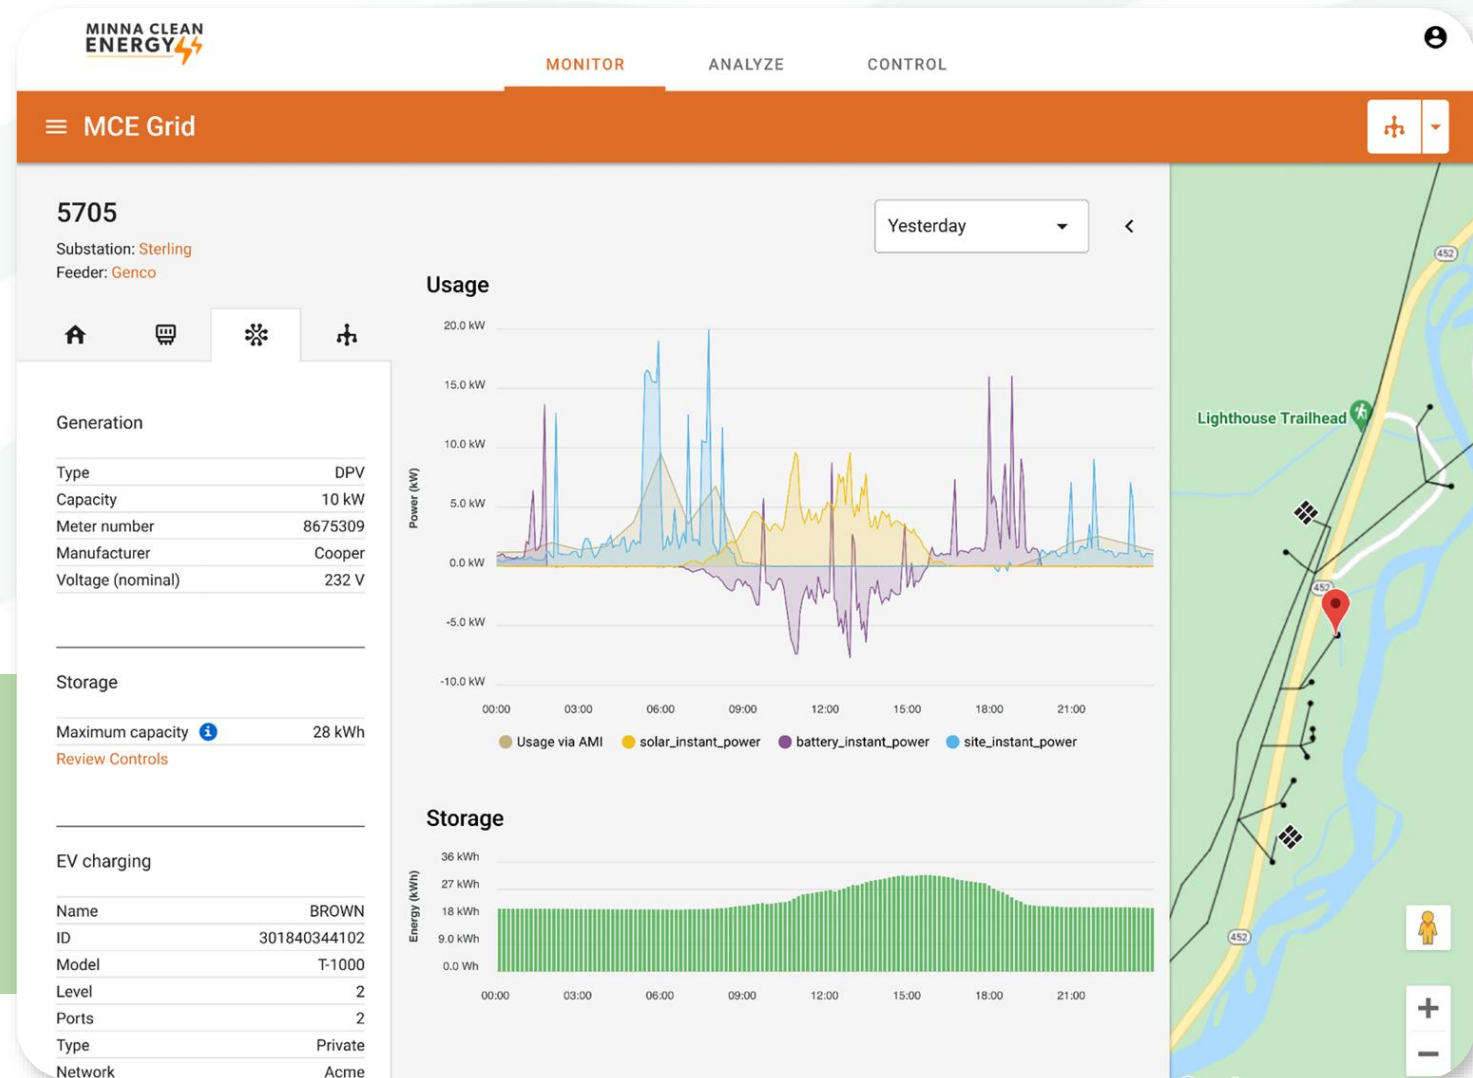 MINNA CLEAN
ENERGY
MONITOR ANALYZE CONTROL
MCE Grid
5705
Substation: Sterling
Feeder: Genco
Yesterday
Generation
Type DPV
Capacity 10 kW
Meter number 8675309
Manufacturer Cooper
Voltage (nominal) 232 V
Storage
Maximum capacity i 28 kWh
Review Controls
EV charging
Name BROWN
ID 301840344102
Model T-1000
Level 2
Ports 2
Type Private
Network Acme
Usage
Power (kW)
20.0 kW
15.0 kW
10.0 kW
5.0 kW
0.0 kW
-5.0 kW
-10.0 kW
00:00 03:00 06:00 09:00 12:00 15:00 18:00 21:00
Usage via AMI solar_instant_power battery_instant_power site_instant_power
Storage
Energy (kWh)
36 kWh
27 kWh
18 kWh
9.0 kWh
0.0 Wh
00:00 03:00 06:00 09:00 12:00 15:00 18:00 21:00
452
Lighthouse Trailhead
452
452